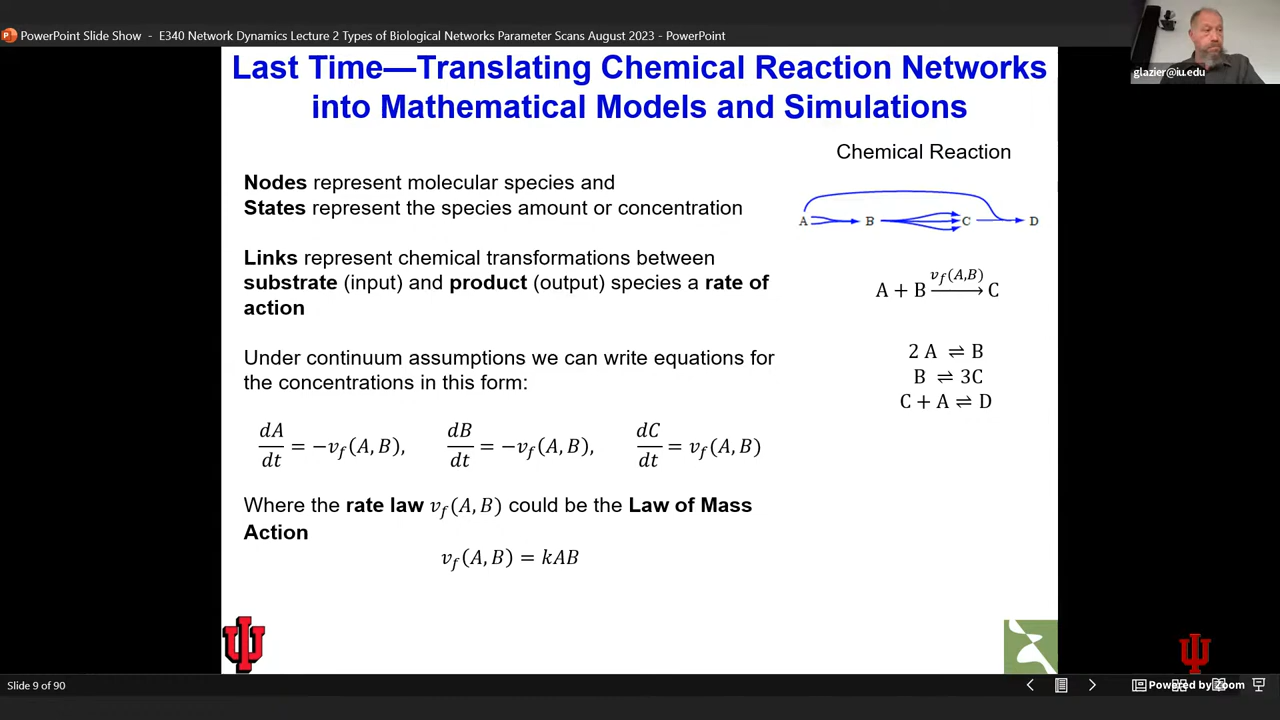 PowerPoint Slide Show - E340 Network Dynamics Lecture 2 Types of Biological Networks Parameter Scans August 2023 - PowerPoint
glazier@iu.edu
Last Time—Translating Chemical Reaction Networks
into Mathematical Models and Simulations
Chemical Reaction
Nodes represent molecular species and
States represent the species amount or concentration
A B C D
Links represent chemical transformations between
substrate (input) and product (output) species a rate of
action
v_f(A,B)
A + B ⟶ C
2 A ⇌ B
B ⇌ 3C
C + A ⇌ D
Under continuum assumptions we can write equations for
the concentrations in this form:
dA/dt = −v_f(A, B), dB/dt = −v_f(A, B), dC/dt = v_f(A, B)
Where the rate law v_f(A, B) could be the Law of Mass
Action
v_f(A, B) = kAB
Slide 9 of 90
Powered by Zoom